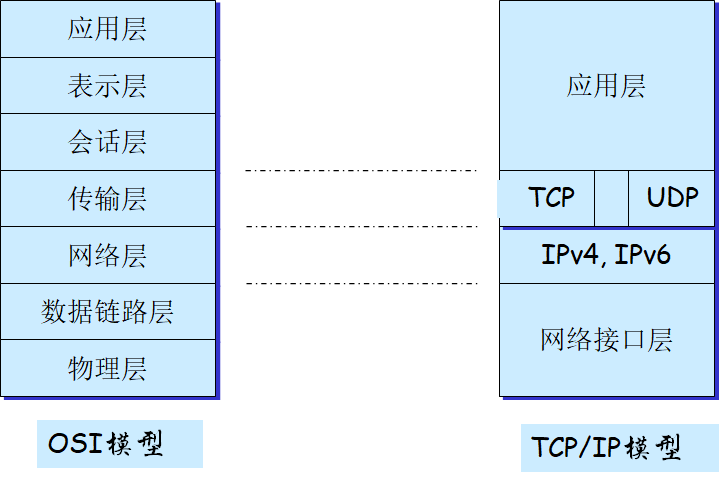 应用层
表示层
会话层
传输层
网络层
数据链路层
物理层
OSI模型
应用层
TCP UDP
IPv4, IPv6
网络接口层
TCP/IP模型